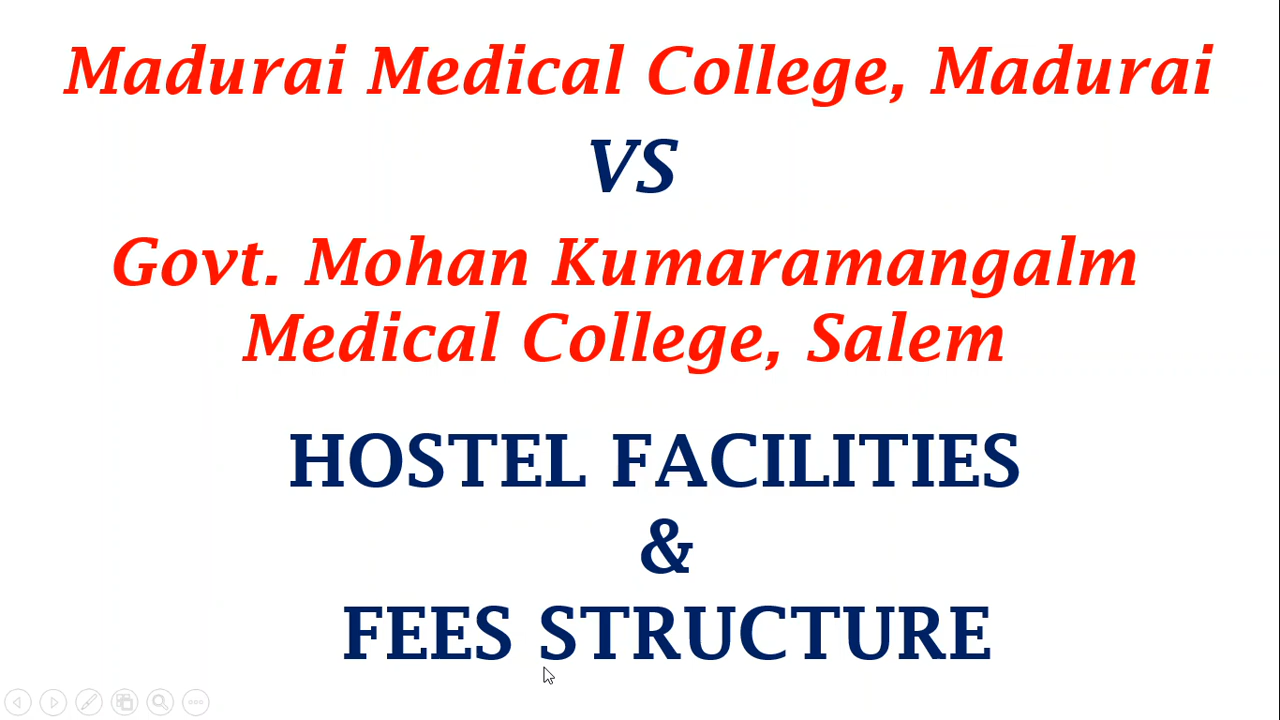 Madurai Medical College, Madurai
VS
Govt. Mohan Kumaramangalm
Medical College, Salem
HOSTEL FACILITIES
&
FEES STRUCTURE